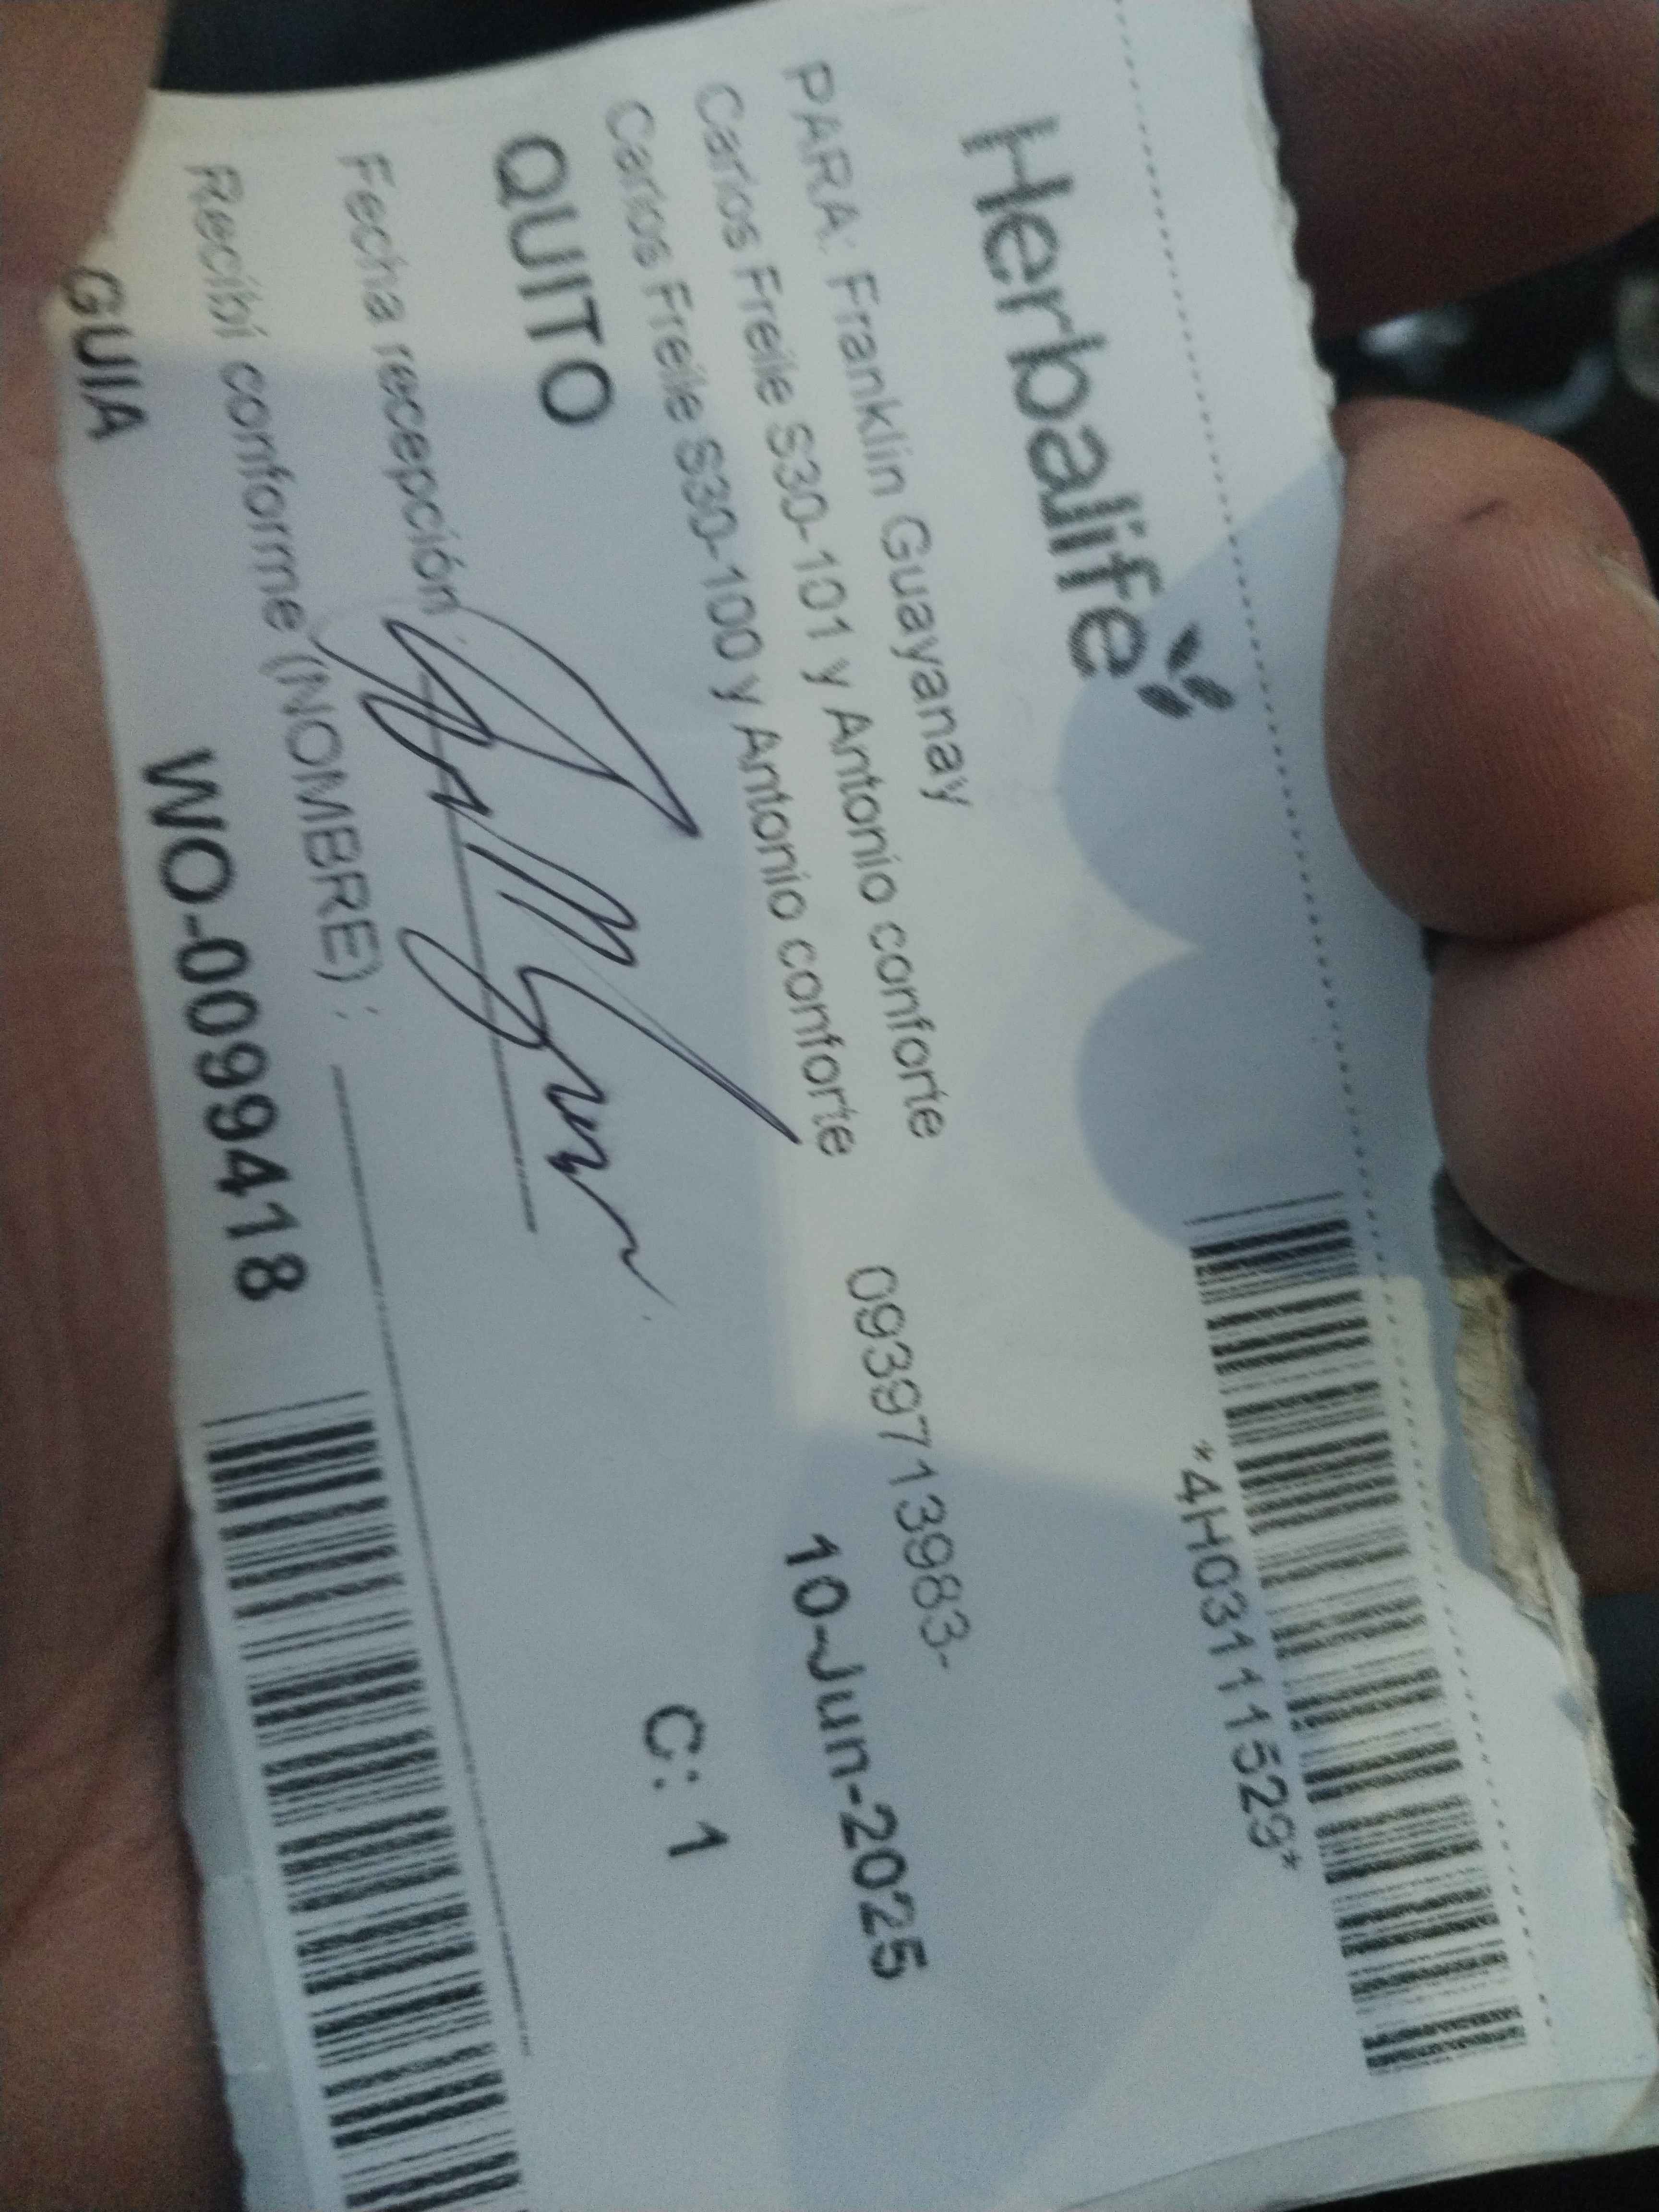 Herbalife
*4H03111529*
PARA: Franklin Guayanay 0939713983-
Carlos Freile S30-101 y Antonio conforte
Carlos Freile S30-100 y Antonio conforte 10-Jun-2025
QUITO C: 1
Fecha recepción :
Recibí conforme (NOMBRE) :
GUIA WO-0099418